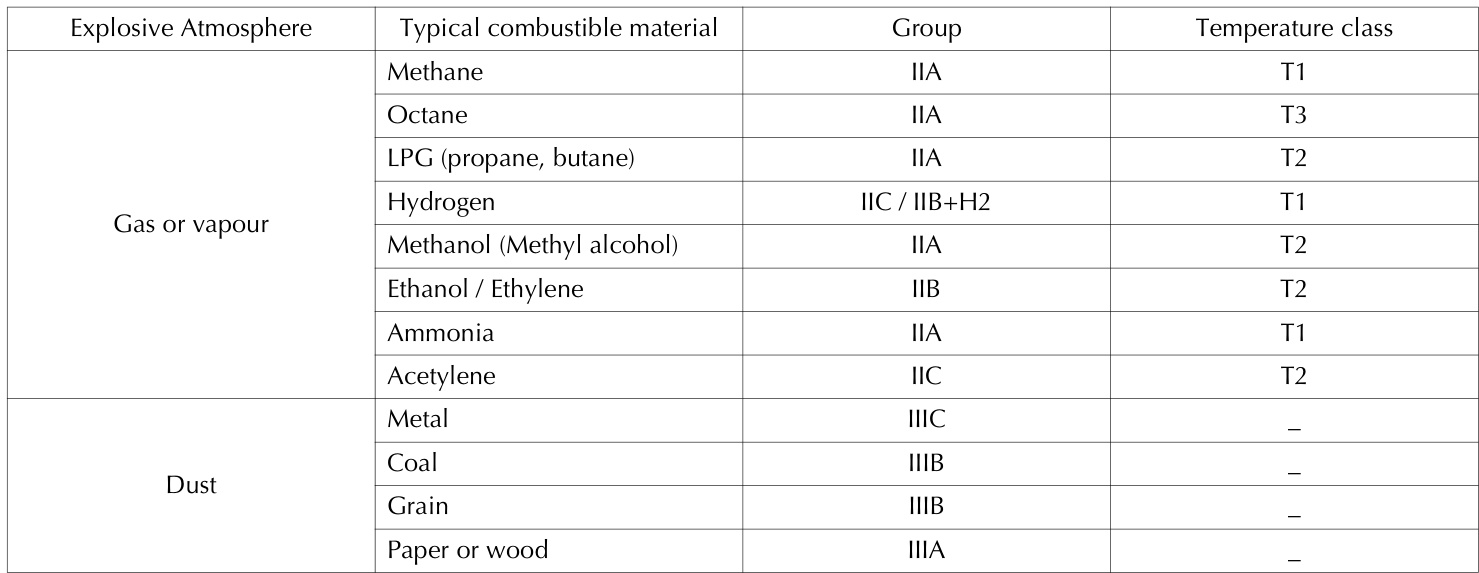 Explosive Atmosphere Typical combustible material Group Temperature class
Methane IIA T1
Octane IIA T3
LPG (propane, butane) IIA T2
Hydrogen IIC / IIB+H2 T1
Gas or vapour
Methanol (Methyl alcohol) IIA T2
Ethanol / Ethylene IIB T2
Ammonia IIA T1
Acetylene IIC T2
Metal IIIC _
Coal IIIB _
Dust
Grain IIIB _
Paper or wood IIIA _